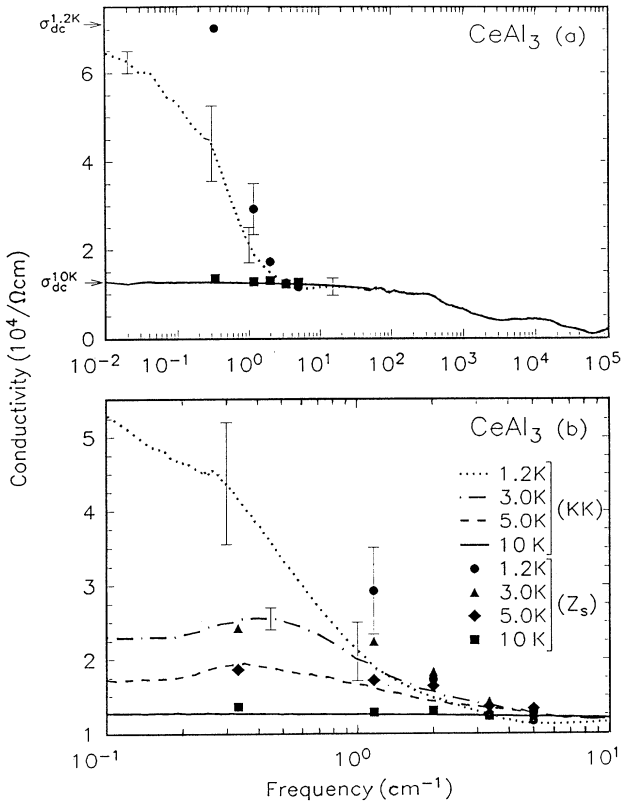 σdc1.2K
CeAl3 (a)
6
4
2
σdc10K
0
10-2 10-1 100 101 102 103 104 105
Conductivity (104/Ωcm)
CeAl3 (b)
5
4
3
2
1
1.2K
3.0K
5.0K
10 K
(KK)
1.2K
3.0K
5.0K
10 K
(Zs)
10-1 100 101
Frequency (cm-1)